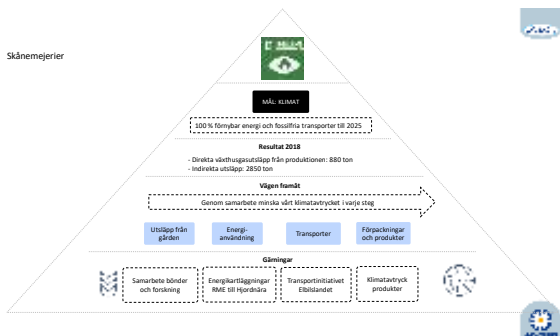 Skånemejerier
MÅL: KLIMAT
100 % förnybar energi och fossilfria transporter till 2025
Resultat 2018
- Direkta växthusgasutsläpp från produktionen: 880 ton
- Indirekta utsläpp: 2850 ton
Vägen framåt
Genom samarbete minska vårt klimatavtrycket i varje steg
Utsläpp från
gården
Energi-
användning
Transporter
Förpackningar
och produkter
Gärningar
Samarbete bönder
och forskning
Energikartläggningar
RME till Hjordnära
Transportinitiativet
Elbilslandet
Klimatavtryck
produkter